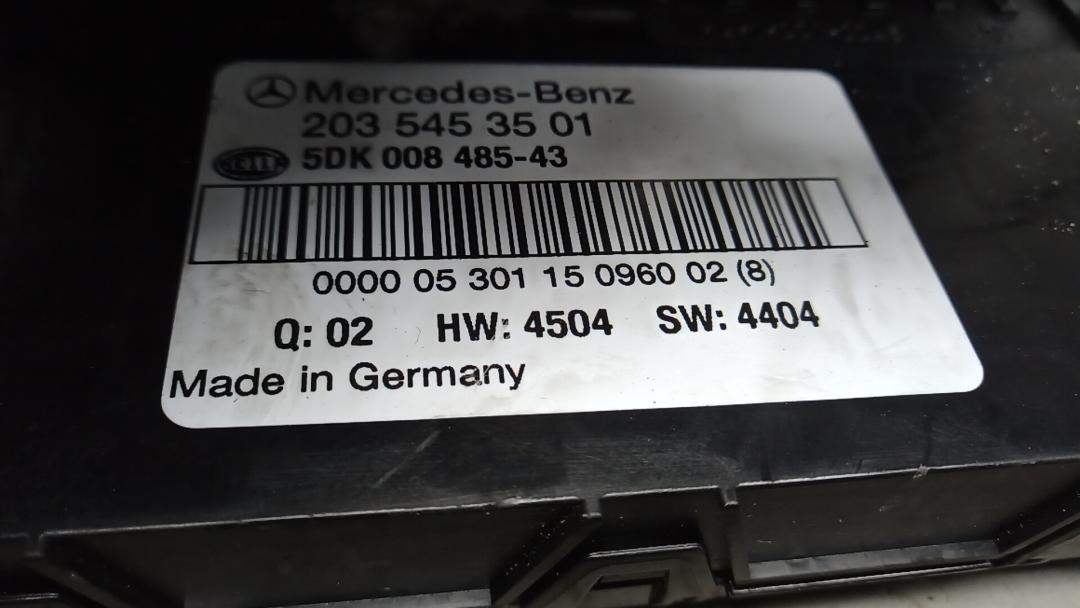 Mercedes-Benz
203 545 35 01
HELLA 5DK 008 485-43
0000 05 301 15 0960 02 (8)
Q: 02 HW: 4504 SW: 4404
Made in Germany